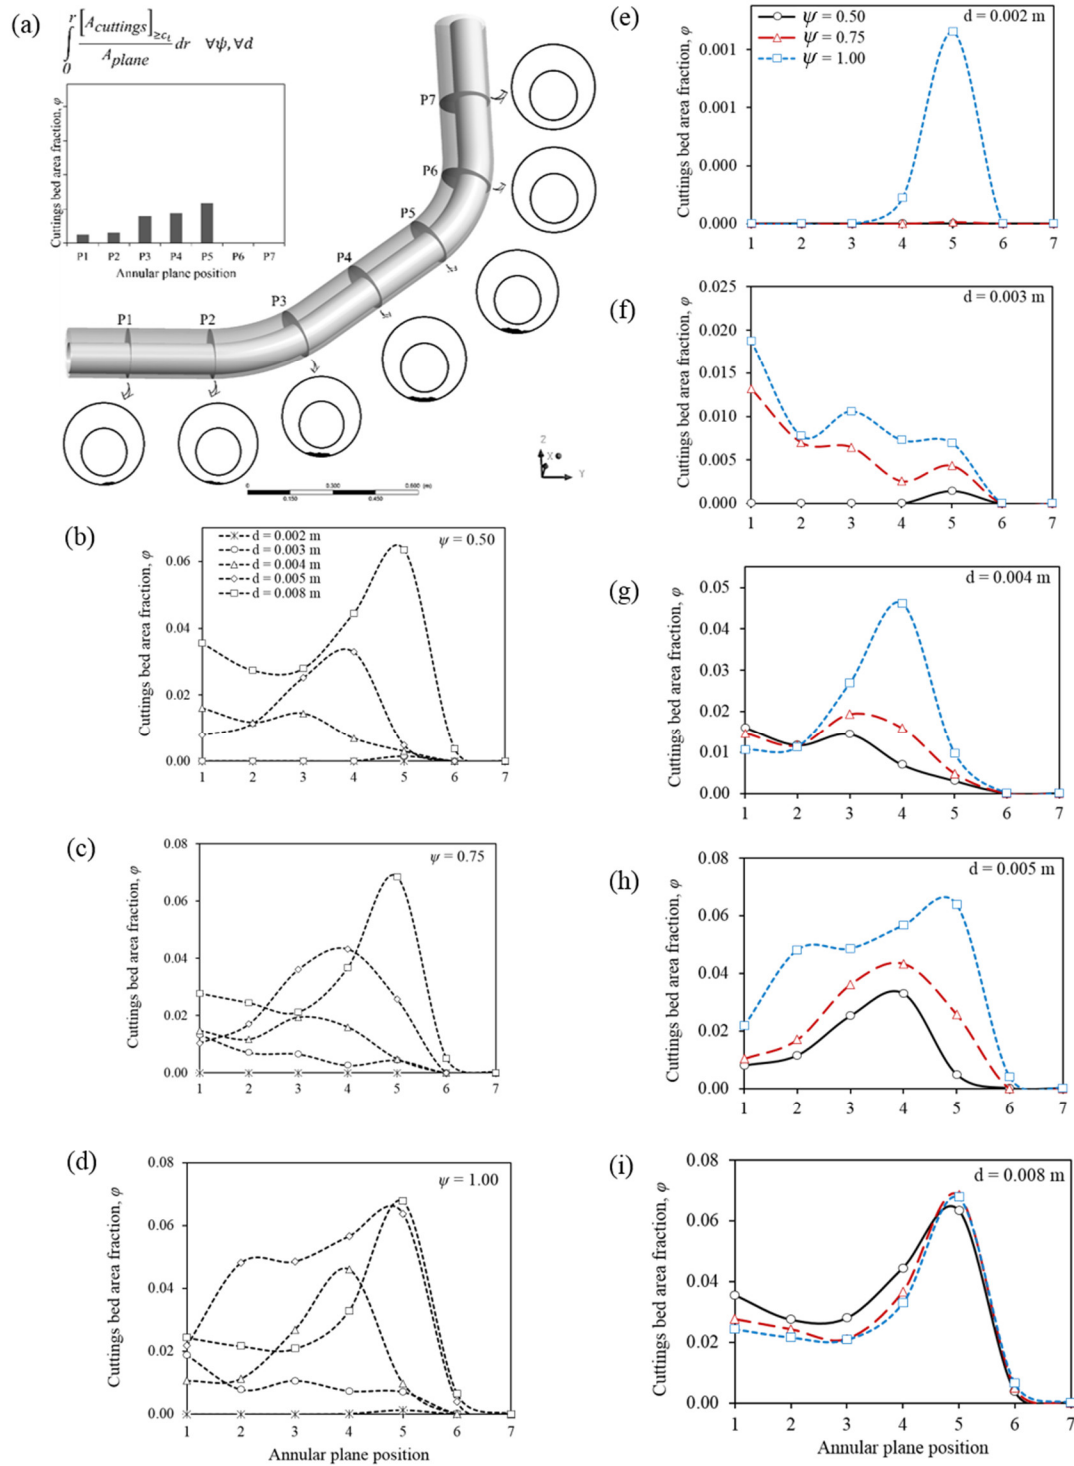 (a)
∫₀ʳ [A_cuttings]_≥c_t / A_plane dr ∀ψ, ∀d
Cuttings bed area fraction, φ
P1 P2 P3 P4 P5 P6 P7
Annular plane position
P1
P2
P3
P4
P5
P6
P7
0 0.300 0.600 (m)
0.150 0.450
Z
X
Y
(b)
ψ = 0.50
d = 0.002 m
d = 0.003 m
d = 0.004 m
d = 0.005 m
d = 0.008 m
Cuttings bed area fraction, φ
0.06
0.04
0.02
0.00
1 2 3 4 5 6 7
(c)
ψ = 0.75
Cuttings bed area fraction, φ
0.08
0.06
0.04
0.02
0.00
1 2 3 4 5 6 7
(d)
ψ = 1.00
Cuttings bed area fraction, φ
0.08
0.06
0.04
0.02
0.00
1 2 3 4 5 6 7
Annular plane position
(e)
ψ = 0.50
ψ = 0.75
ψ = 1.00
d = 0.002 m
Cuttings bed area fraction, φ
0.001
0.001
0.000
0.000
1 2 3 4 5 6 7
(f)
d = 0.003 m
Cuttings bed area fraction, φ
0.025
0.020
0.015
0.010
0.005
0.000
1 2 3 4 5 6 7
(g)
d = 0.004 m
Cuttings bed area fraction, φ
0.05
0.04
0.03
0.02
0.01
0.00
1 2 3 4 5 6 7
(h)
d = 0.005 m
Cuttings bed area fraction, φ
0.08
0.06
0.04
0.02
0.00
1 2 3 4 5 6 7
(i)
d = 0.008 m
Cuttings bed area fraction, φ
0.08
0.06
0.04
0.02
0.00
1 2 3 4 5 6 7
Annular plane position